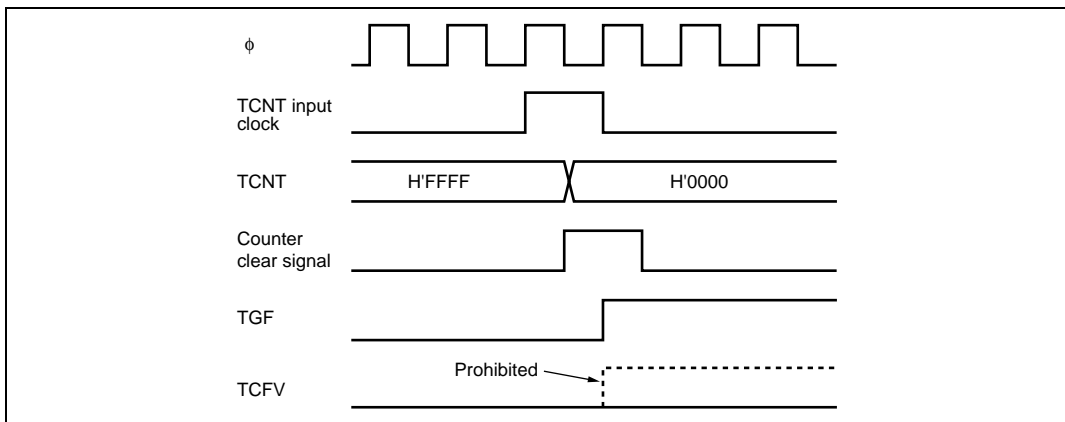 ϕ
TCNT input
clock
TCNT
H'FFFF
H'0000
Counter
clear signal
TGF
Prohibited
TCFV